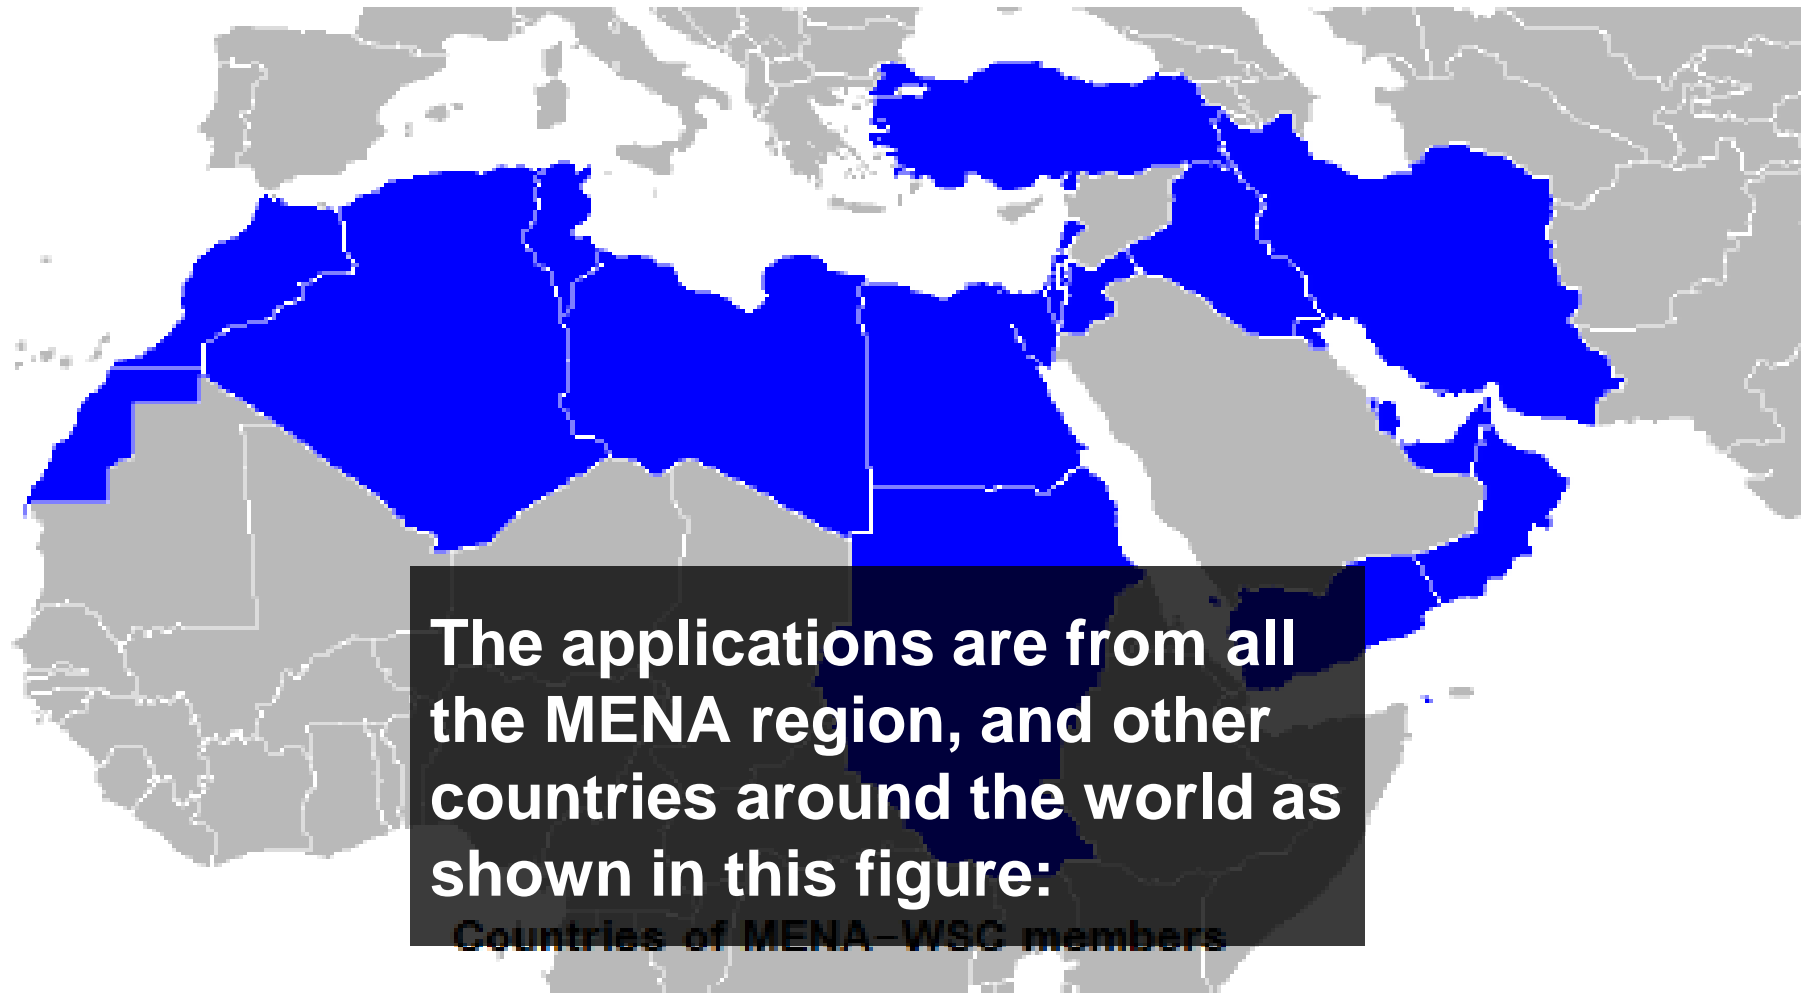 The applications are from all
the MENA region, and other
countries around the world as
shown in this figure:
Countries of MENA–WSC members